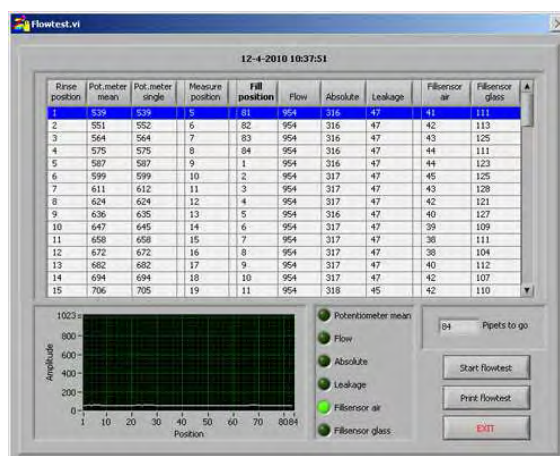 Flowtest.vi
12-4-2010 10:37:51
Rinse position Pot.meter mean Pot.meter single Measure position Fill position Flow Absolute Leakage Fillsensor air Fillsensor glass
1 539 539 5 81 954 316 47 41 111
2 551 552 6 82 954 316 47 42 113
3 564 564 7 83 954 316 47 43 125
4 575 575 8 84 954 316 47 44 111
5 587 587 9 1 954 316 47 44 123
6 599 599 10 2 954 317 47 45 125
7 611 612 11 3 954 317 47 43 128
8 624 624 12 4 954 317 47 42 121
9 636 635 13 5 954 316 47 40 127
10 647 645 14 6 954 317 47 39 109
11 658 658 15 7 954 317 47 38 111
12 672 672 16 8 954 317 47 38 104
13 682 682 17 9 954 317 47 40 112
14 694 694 18 10 954 317 47 42 107
15 706 705 19 11 954 318 45 42 110
1023
800
600
400
200
0
Amplitude
1 10 20 30 40 50 60 70 80 84
Position
Potentiometer mean
Flow
Absolute
Leakage
Fillsensor air
Fillsensor glass
84 Pipets to go
Start flowtest
Print flowtest
EXIT